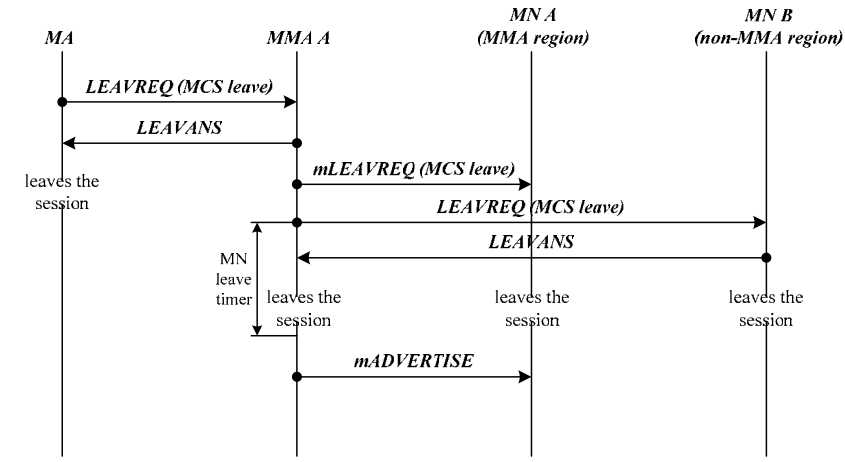 MA
MMA A
MN A
(MMA region)
MN B
(non-MMA region)
LEAVREQ (MCS leave)
LEAVANS
mLEAVREQ (MCS leave)
leaves the
session
LEAVREQ (MCS leave)
LEAVANS
MN
leave
timer
leaves the
session
leaves the
session
leaves the
session
mADVERTISE